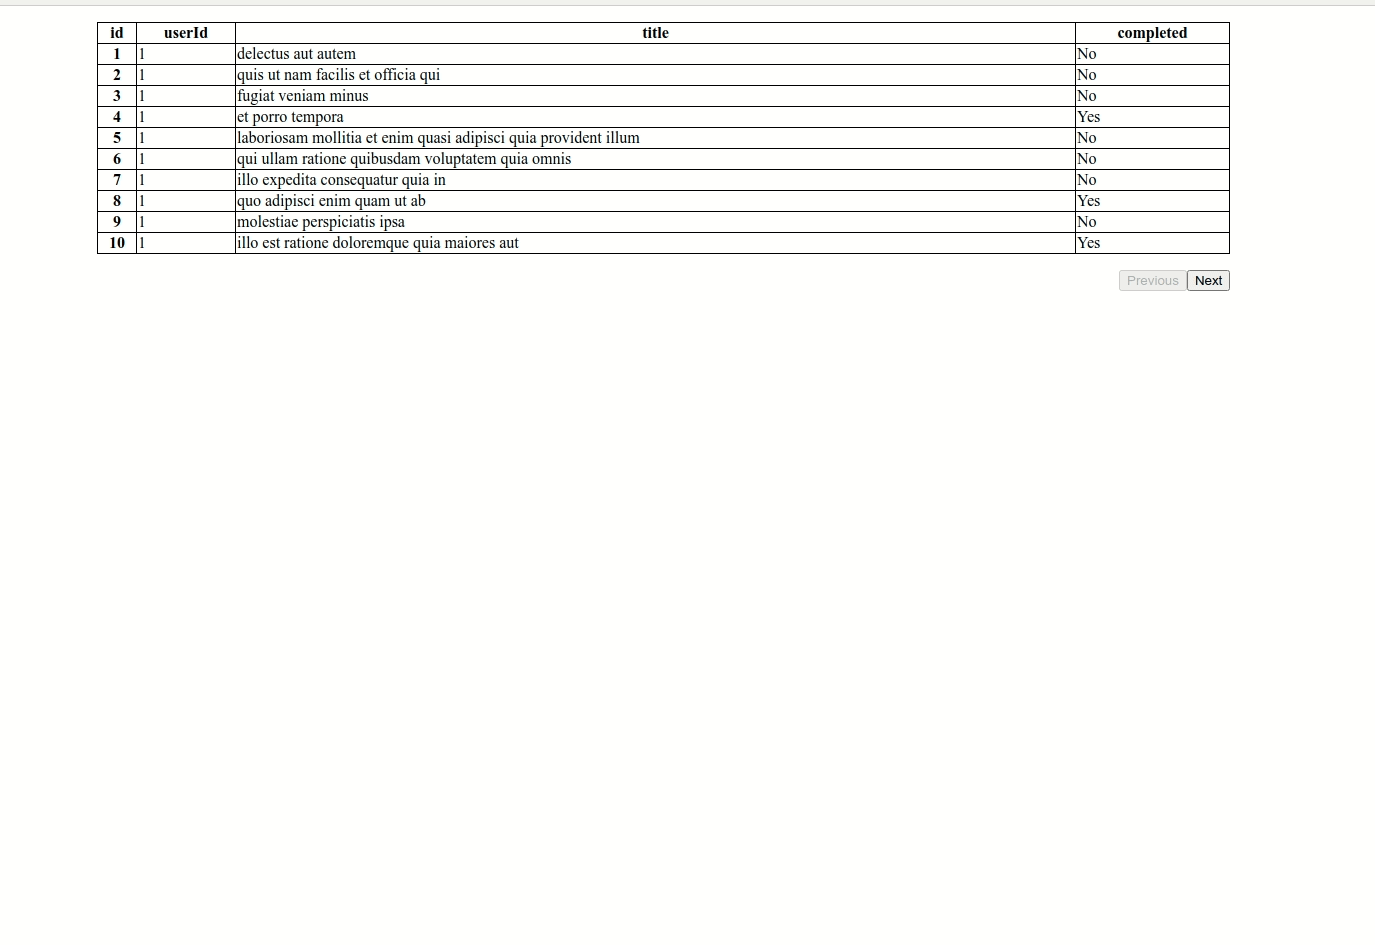 id userId title completed
1 1 delectus aut autem No
2 1 quis ut nam facilis et officia qui No
3 1 fugiat veniam minus No
4 1 et porro tempora Yes
5 1 laboriosam mollitia et enim quasi adipisci quia provident illum No
6 1 qui ullam ratione quibusdam voluptatem quia omnis No
7 1 illo expedita consequatur quia in No
8 1 quo adipisci enim quam ut ab Yes
9 1 molestiae perspiciatis ipsa No
10 1 illo est ratione doloremque quia maiores aut Yes
Previous Next